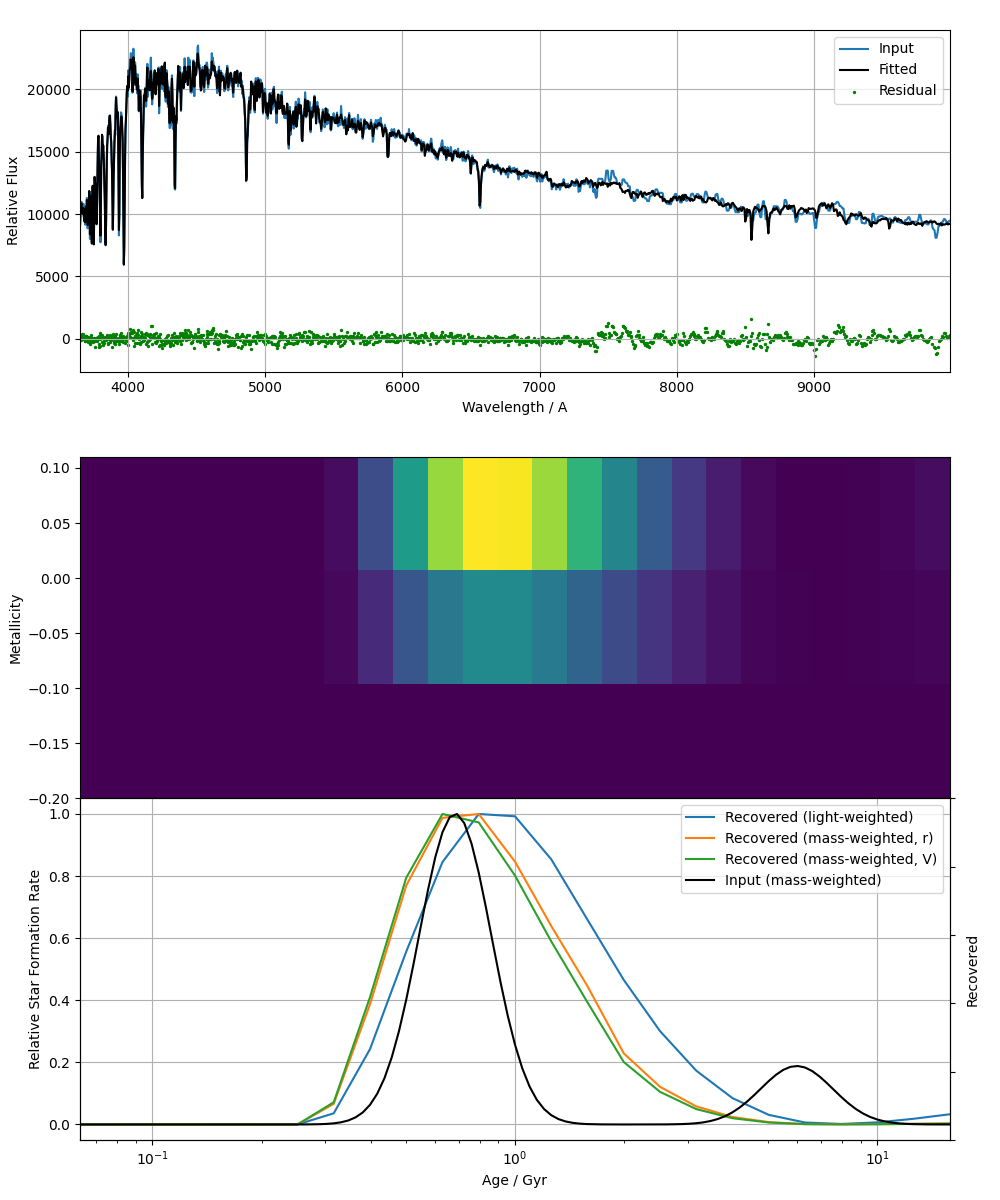 Relative Flux
20000
15000
10000
5000
0
Input
Fitted
Residual
4000 5000 6000 7000 8000 9000
Wavelength / A
Metallicity
0.10
0.05
0.00
−0.05
−0.10
−0.15
−0.20
Relative Star Formation Rate
1.0
0.8
0.6
0.4
0.2
0.0
Recovered (light-weighted)
Recovered (mass-weighted, r)
Recovered (mass-weighted, V)
Input (mass-weighted)
Recovered
10⁻¹ 10⁰ 10¹
Age / Gyr